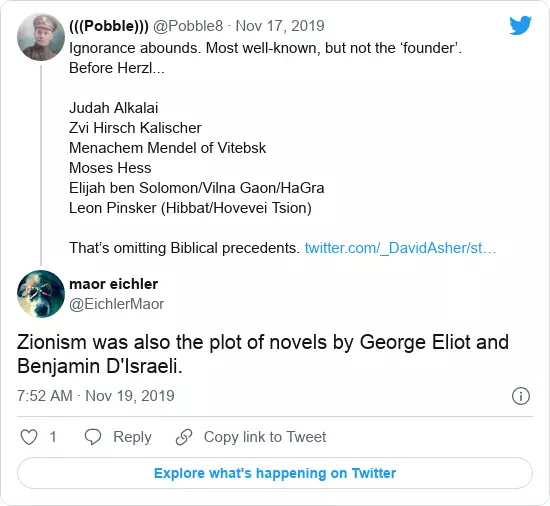 (((Pobble))) @Pobble8 · Nov 17, 2019
Ignorance abounds. Most well-known, but not the ‘founder’.
Before Herzl...
Judah Alkalai
Zvi Hirsch Kalischer
Menachem Mendel of Vitebsk
Moses Hess
Elijah ben Solomon/Vilna Gaon/HaGra
Leon Pinsker (Hibbat/Hovevei Tsion)
That’s omitting Biblical precedents. twitter.com/_DavidAsher/st…
maor eichler
@EichlerMaor
Zionism was also the plot of novels by George Eliot and
Benjamin D'Israeli.
7:52 AM · Nov 19, 2019
1 Reply Copy link to Tweet
Explore what's happening on Twitter